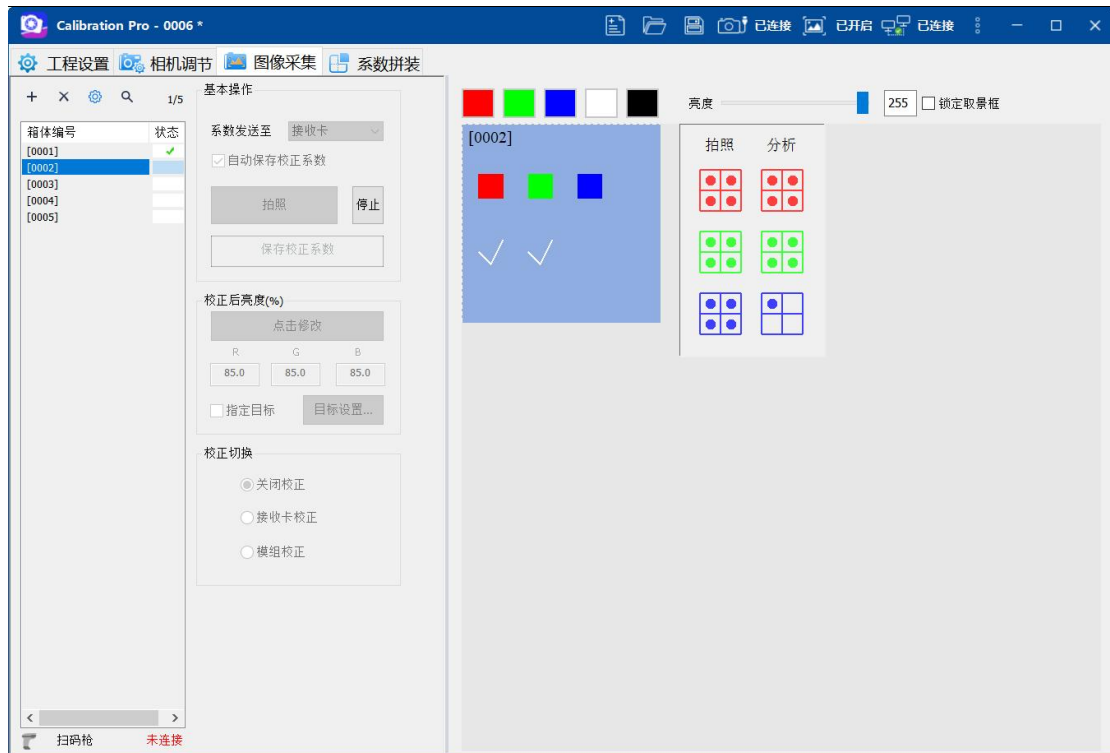 Calibration Pro - 0006 *
已连接
已开启
已连接
工程设置
相机调节
图像采集
系数拼装
1/5
箱体编号 状态
[0001]
[0002]
[0003]
[0004]
[0005]
扫码枪 未连接
基本操作
系数发送至 接收卡
自动保存校正系数
拍照 停止
保存校正系数
校正后亮度(%)
点击修改
R G B
85.0 85.0 85.0
指定目标 目标设置...
校正切换
关闭校正
接收卡校正
模组校正
亮度 255 锁定取景框
[0002]
拍照 分析